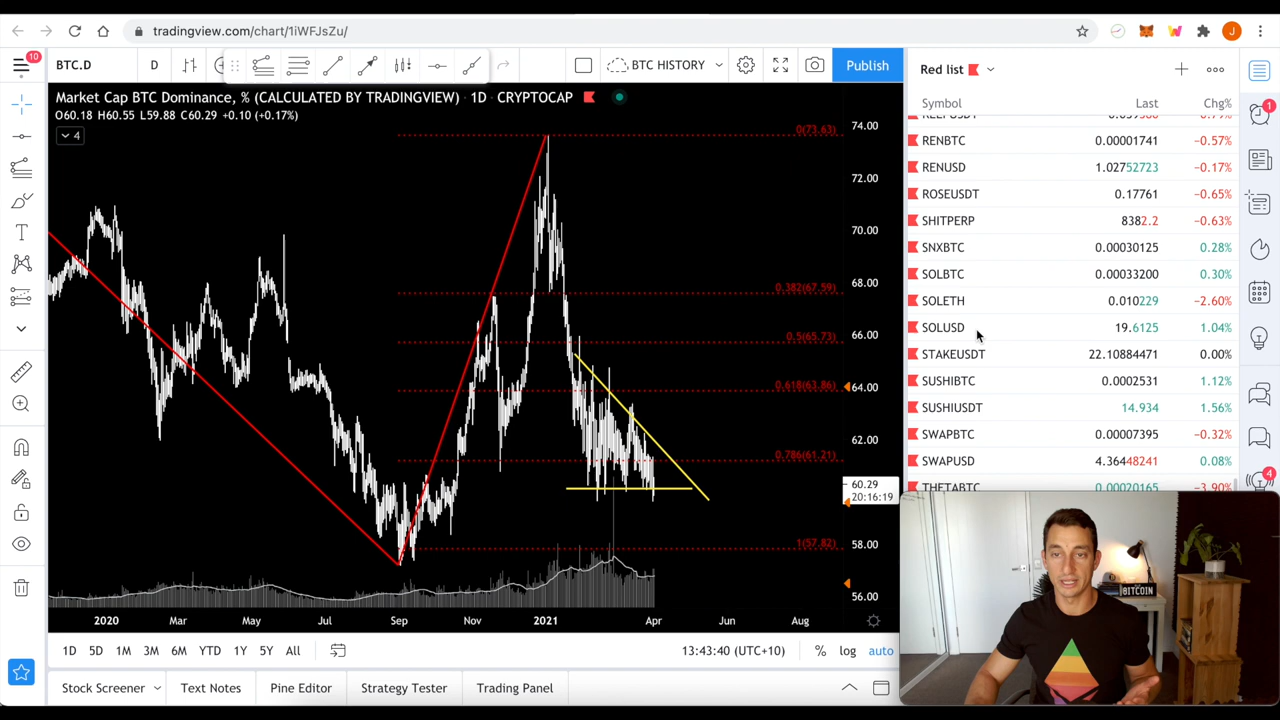 tradingview.com/chart/1iWFJsZu/
J
10
BTC.D
D
BTC HISTORY
Publish
Red list
Market Cap BTC Dominance, % (CALCULATED BY TRADINGVIEW) · 1D · CRYPTOCAP
O60.18 H60.55 L59.88 C60.29 +0.10 (+0.17%)
4
Symbol Last Chg%
RENBTC 0.00001741 −0.57%
RENUSD 1.02752723 −0.17%
ROSEUSDT 0.17761 −0.65%
SHITPERP 8382.2 −0.63%
SNXBTC 0.00030125 0.28%
SOLBTC 0.00033200 0.30%
SOLETH 0.010229 −2.60%
SOLUSD 19.6125 1.04%
STAKEUSDT 22.10884471 0.00%
SUSHIBTC 0.0002531 1.12%
SUSHIUSDT 14.934 1.56%
SWAPBTC 0.00007395 −0.32%
SWAPUSD 4.36448241 0.08%
THETABTC 0.00020165 −3.90%
1
4
0(73.63)
0.382(67.59)
0.5(65.73)
0.618(63.86)
0.786(61.21)
1(57.82)
74.00
72.00
70.00
68.00
66.00
64.00
62.00
60.29
20:16:19
58.00
56.00
2020 Mar May Jul Sep Nov 2021 Apr Jun Aug
1D 5D 1M 3M 6M YTD 1Y 5Y All
13:43:40 (UTC+10) % log auto
Stock Screener Text Notes Pine Editor Strategy Tester Trading Panel
BITCOIN